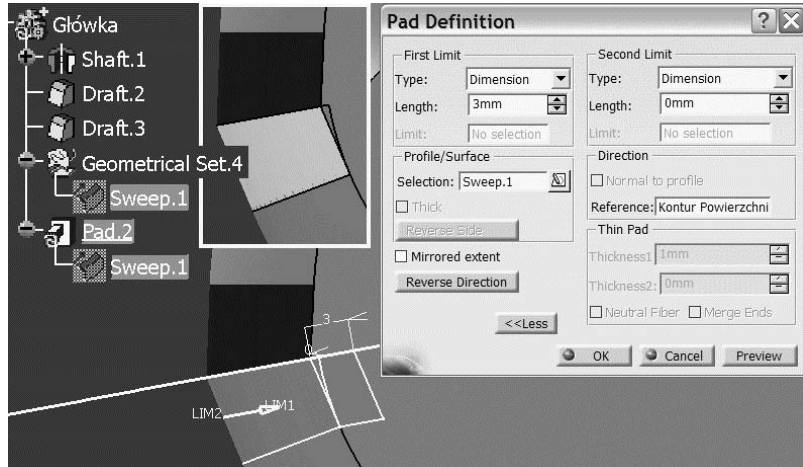 Główka
Shaft.1
Draft.2
Draft.3
Geometrical Set.4
Sweep.1
Pad.2
Sweep.1
3
0
LIM2
LIM1
Pad Definition
First Limit
Type: Dimension
Length: 3mm
Limit: No selection
Profile/Surface
Selection: Sweep.1
Thick
Reverse Side
Mirrored extent
Reverse Direction
<<Less
Second Limit
Type: Dimension
Length: 0mm
Limit: No selection
Direction
Normal to profile
Reference: Kontur Powierzchni
Thin Pad
Thickness1 1mm
Thickness2: 0mm
Neutral Fiber Merge Ends
OK Cancel Preview